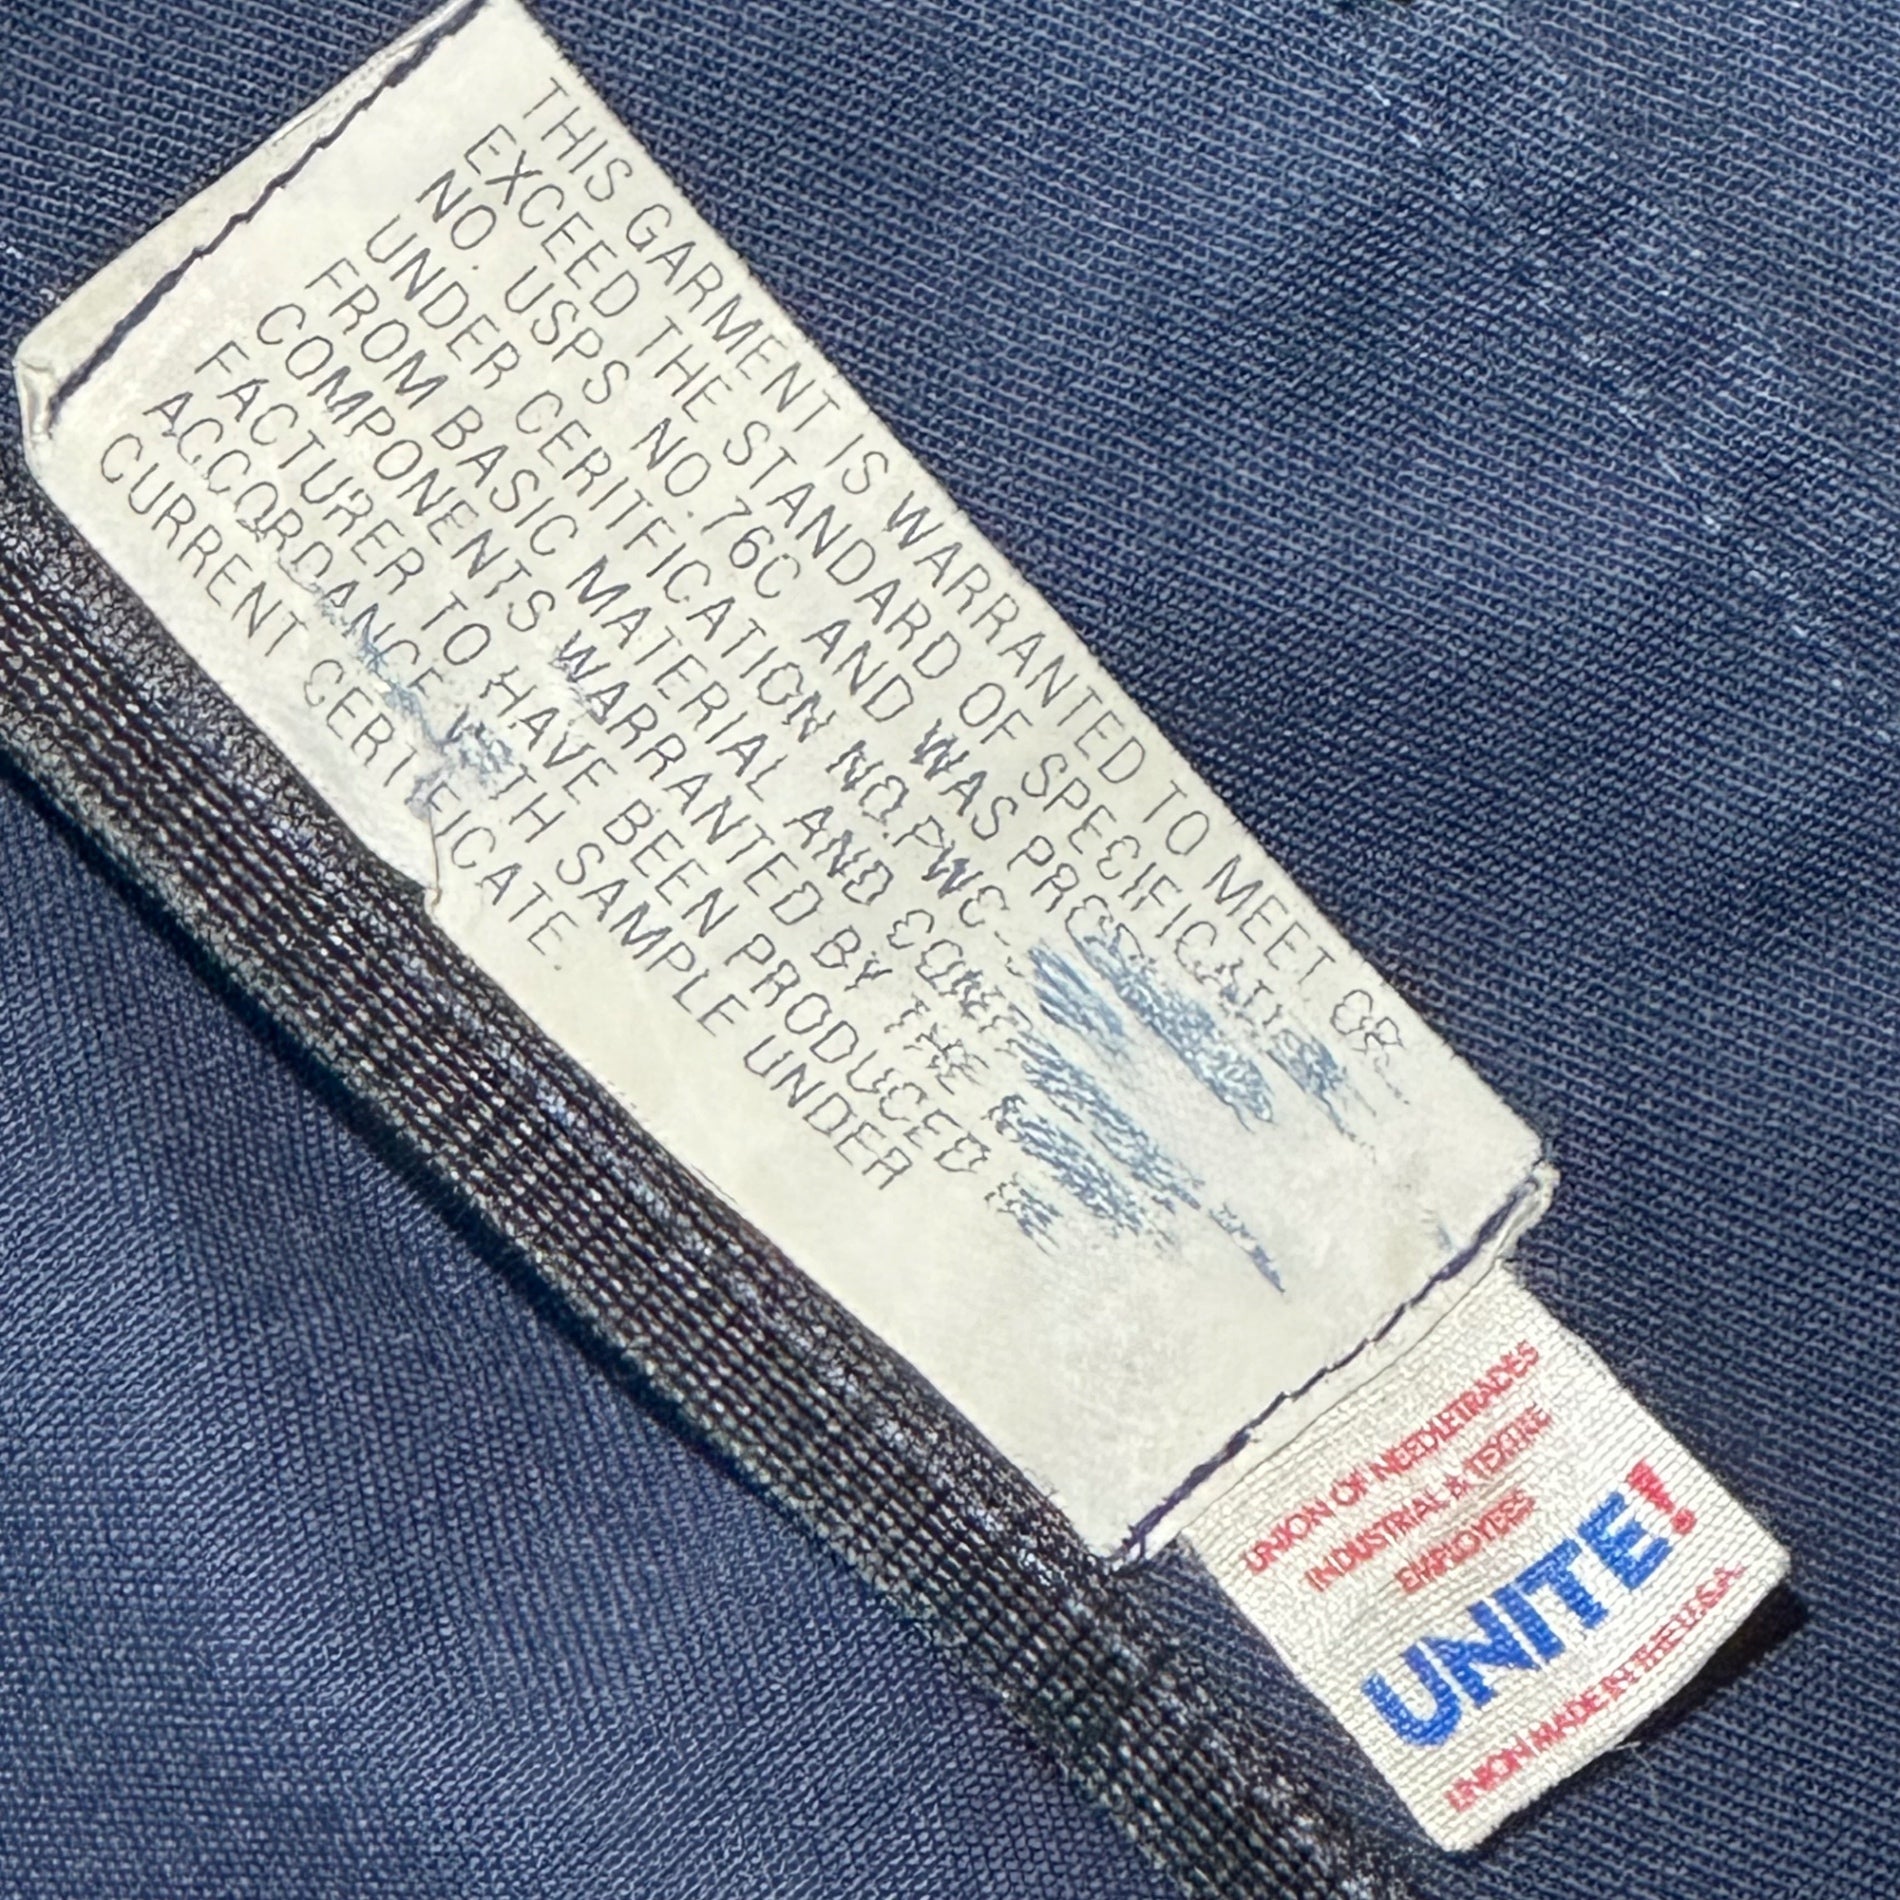 THIS GARMENT IS WARRANTED TO MEET OR
EXCEED THE STANDARD OF SPECIFICATION
NO. USPS NO. 76C AND WAS
UNDER CERITFICATION NO. PWC-
FROM BASIC MATERIAL AND
COMPONENTS WARRANTED BY THE
FACTURER TO HAVE BEEN PRODUCED
ACCORDANCE WITH SAMPLE UNDER
CURRENT CERTIFICATE.
UNION OF NEEDLETRADES
INDUSTRIAL & TEXTILE
EMPLOYEES
UNITE!
UNION MADE IN THE U.S.A.